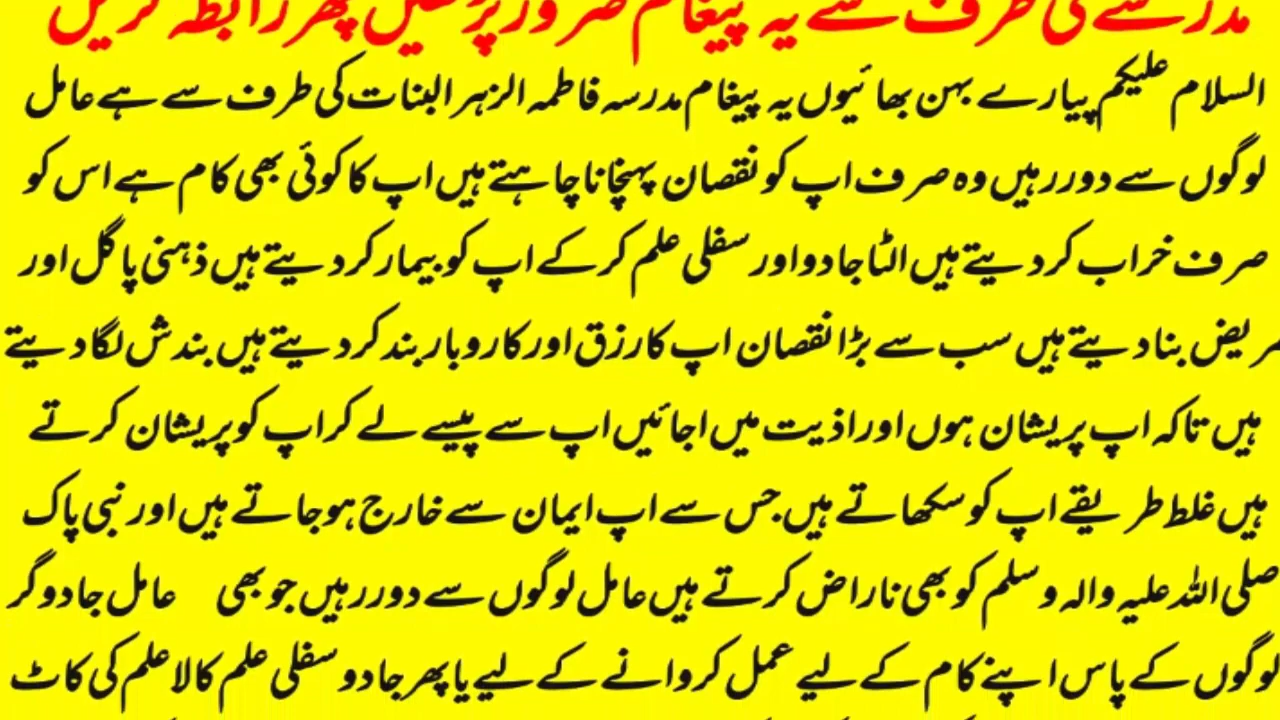 مدرسے کی طرف سے یہ پیغام ضرور پڑھیں پھر رابطہ کریں
السلام علیکم پیارے بہن بھائیوں یہ پیغام مدرسہ فاطمہ الزہرا لبنات کی طرف سے ہے عامل
لوگوں سے دور رہیں وہ صرف اپ کو نقصان پہنچانا چاہتے ہیں اپ کا کوئی بھی کام ہے اس کو
صرف خراب کر دیتے ہیں الٹا جادو اور سفلی علم کر کے اپ کو بیمار کر دیتے ہیں ذہنی پاگل اور
مریض بنا دیتے ہیں سب سے بڑا نقصان اپ کا رزق اور کاروبار بند کر دیتے ہیں بندش لگا دیتے
ہیں تاکہ اپ پریشان ہوں اور اذیت میں اجائیں اپ سے پیسے لے کر اپ کو پریشان کرتے
ہیں غلط طریقے اپ کو سکھاتے ہیں جس سے اپ ایمان سے خارج ہو جاتے ہیں اور نبی پاک
صلی اللہ علیہ والہ وسلم کو بھی ناراض کرتے ہیں عامل لوگوں سے دور رہیں جو بھی عامل جادوگر
لوگوں کے پاس اپنے کام کے لیے عمل کروانے کے لیے یا پھر جادو سفلی علم کالا علم کی کاٹ